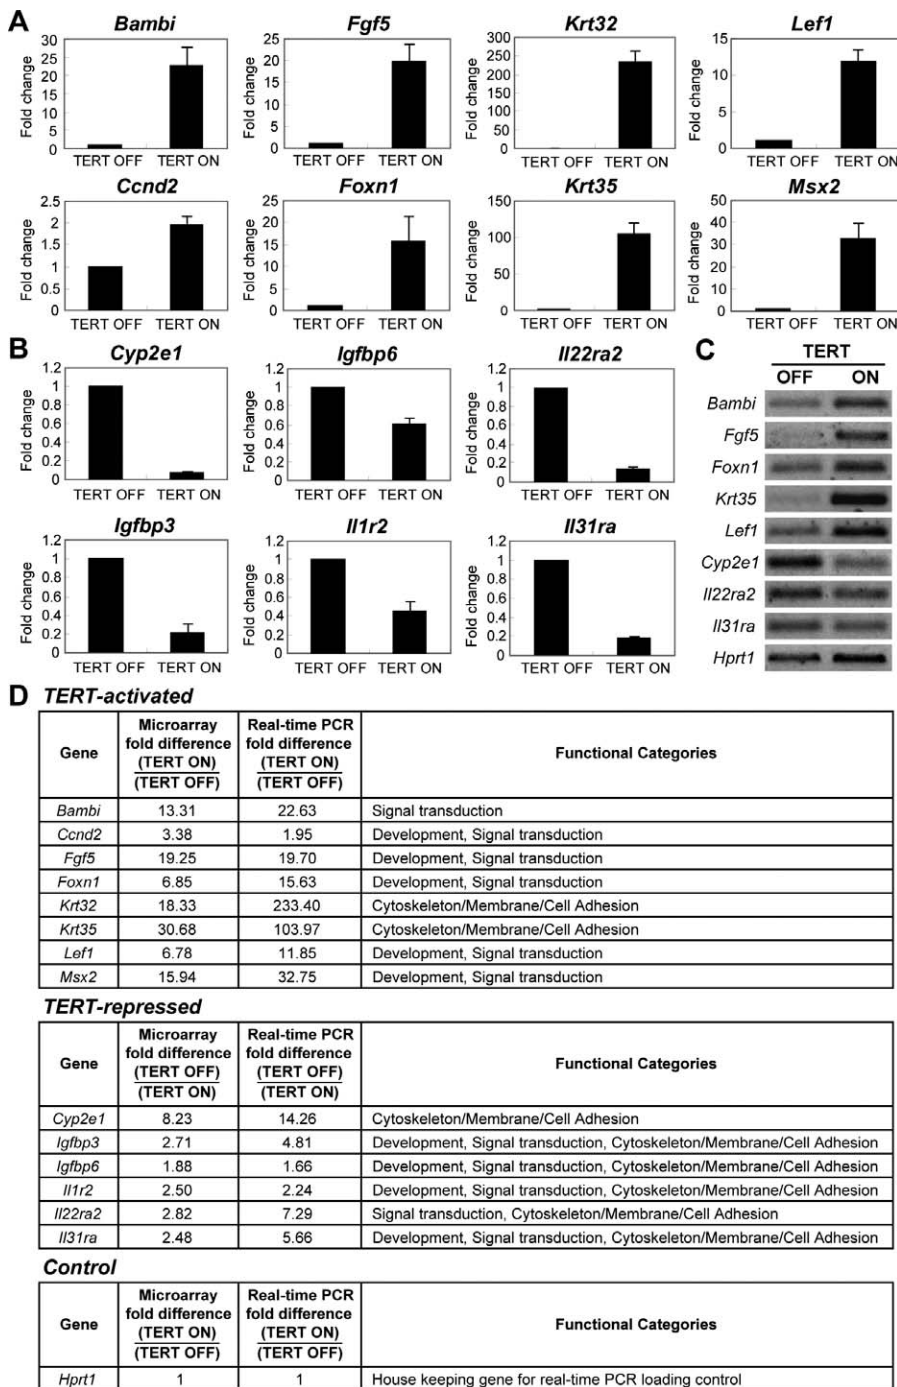 A
Bambi Fgf5 Krt32 Lef1
Fold change
30
25
20
15
10
5
0
TERT OFF TERT ON
Fold change
25
20
15
10
5
0
TERT OFF TERT ON
Fold change
300
250
200
150
100
50
0
TERT OFF TERT ON
Fold change
15
10
5
0
TERT OFF TERT ON
Ccnd2 Foxn1 Krt35 Msx2
Fold change
2.5
2
1.5
1
0.5
0
TERT OFF TERT ON
Fold change
25
20
15
10
5
0
TERT OFF TERT ON
Fold change
150
100
50
0
TERT OFF TERT ON
Fold change
50
40
30
20
10
0
TERT OFF TERT ON
B
Cyp2e1 Igfbp6 Il22ra2
Fold change
1.2
1
0.8
0.6
0.4
0.2
0
TERT OFF TERT ON
Fold change
1.2
1
0.8
0.6
0.4
0.2
0
TERT OFF TERT ON
Fold change
1.2
1
0.8
0.6
0.4
0.2
0
TERT OFF TERT ON
Igfbp3 Il1r2 Il31ra
Fold change
1.2
1
0.8
0.6
0.4
0.2
0
TERT OFF TERT ON
Fold change
1.2
1
0.8
0.6
0.4
0.2
0
TERT OFF TERT ON
Fold change
1.2
1
0.8
0.6
0.4
0.2
0
TERT OFF TERT ON
C
TERT
OFF ON
Bambi
Fgf5
Foxn1
Krt35
Lef1
Cyp2e1
Il22ra2
Il31ra
Hprt1
D TERT-activated
Gene
Microarray
fold difference
(TERT ON)
(TERT OFF)
Real-time PCR
fold difference
(TERT ON)
(TERT OFF)
Functional Categories
Bambi 13.31 22.63 Signal transduction
Ccnd2 3.38 1.95 Development, Signal transduction
Fgf5 19.25 19.70 Development, Signal transduction
Foxn1 6.85 15.63 Development, Signal transduction
Krt32 18.33 233.40 Cytoskeleton/Membrane/Cell Adhesion
Krt35 30.68 103.97 Cytoskeleton/Membrane/Cell Adhesion
Lef1 6.78 11.85 Development, Signal transduction
Msx2 15.94 32.75 Development, Signal transduction
TERT-repressed
Gene
Microarray
fold difference
(TERT OFF)
(TERT ON)
Real-time PCR
fold difference
(TERT OFF)
(TERT ON)
Functional Categories
Cyp2e1 8.23 14.26 Cytoskeleton/Membrane/Cell Adhesion
Igfbp3 2.71 4.81 Development, Signal transduction, Cytoskeleton/Membrane/Cell Adhesion
Igfbp6 1.88 1.66 Development, Signal transduction, Cytoskeleton/Membrane/Cell Adhesion
Il1r2 2.50 2.24 Development, Signal transduction, Cytoskeleton/Membrane/Cell Adhesion
Il22ra2 2.82 7.29 Signal transduction, Cytoskeleton/Membrane/Cell Adhesion
Il31ra 2.48 5.66 Development, Signal transduction, Cytoskeleton/Membrane/Cell Adhesion
Control
Gene
Microarray
fold difference
(TERT ON)
(TERT OFF)
Real-time PCR
fold difference
(TERT ON)
(TERT OFF)
Functional Categories
Hprt1 1 1 House keeping gene for real-time PCR loading control